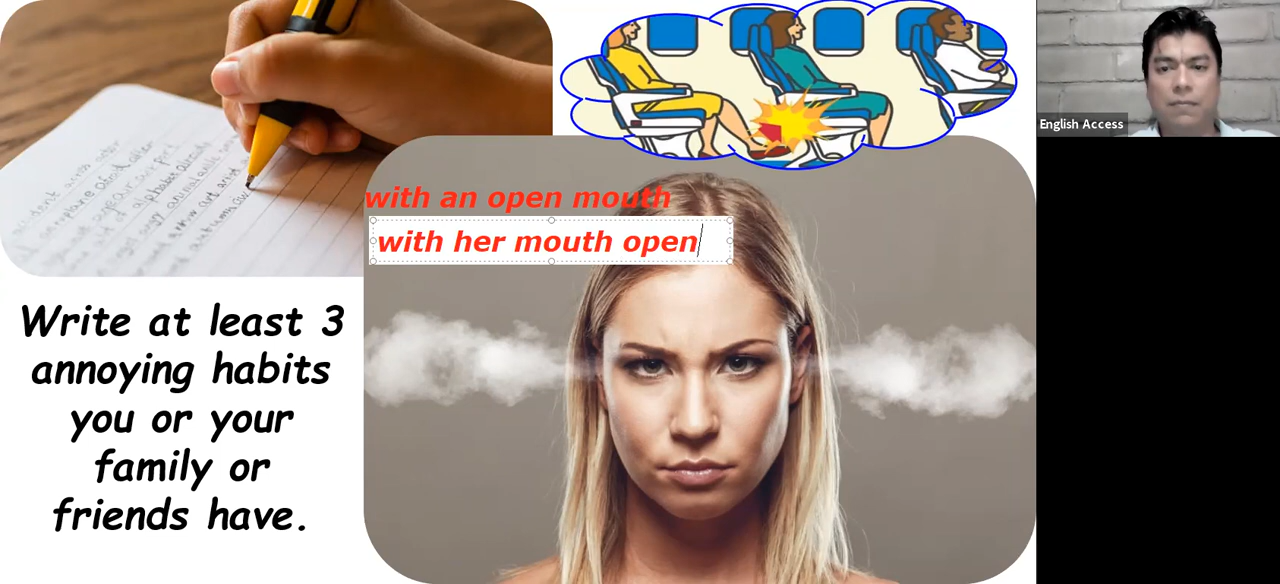 with an open mouth
with her mouth open
Write at least 3
annoying habits
you or your
family or
friends have.
English Access